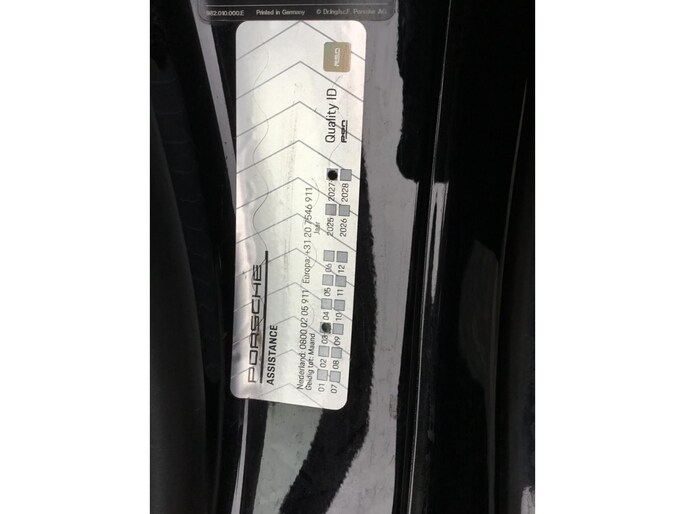 982.010.000.E Printed in Germany © Dr.Ing.h.c.F. Porsche AG
PORSCHE
ASSISTANCE
Nederland: 0800 02 05 911 Europa: +31 20 7546 911
Geldig tot: Maand Jaar
01 02 03 04 05 06 2025 2027
07 08 09 10 11 12 2026 2028
Quality ID